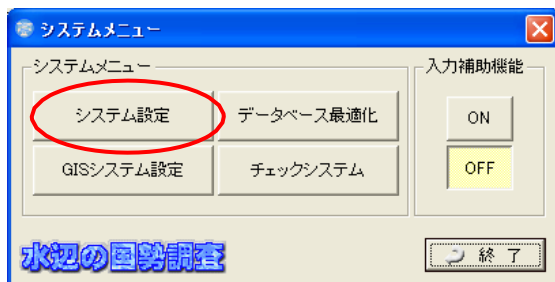 システムメニュー
システムメニュー
入力補助機能
システム設定
データベース最適化
ON
GISシステム設定
チェックシステム
OFF
水辺の国勢調査
終 了